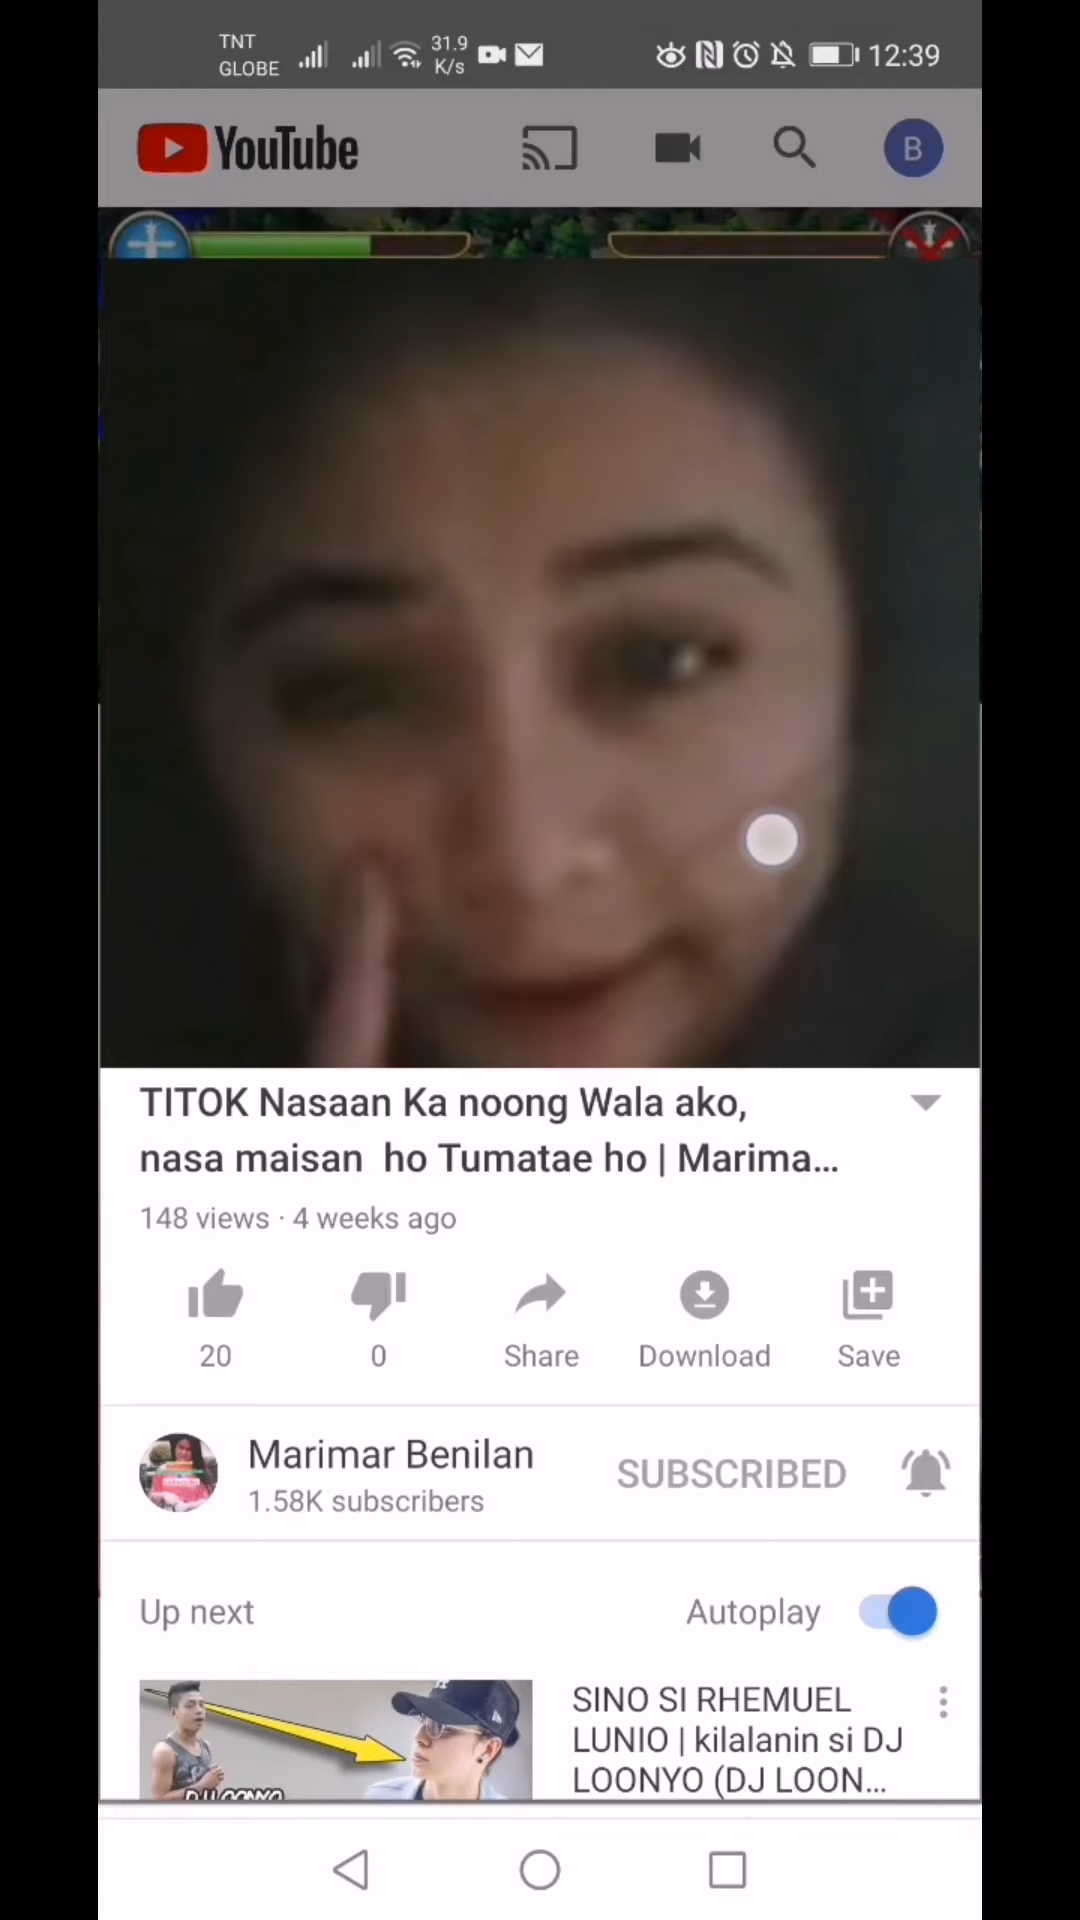 TNT
GLOBE
31.9
K/s
12:39
YouTube
B
TITOK Nasaan Ka noong Wala ako,
nasa maisan ho Tumatae ho | Marima...
148 views · 4 weeks ago
20
0
Share
Download
Save
Marimar Benilan
1.58K subscribers
SUBSCRIBED
Up next
Autoplay
SINO SI RHEMUEL
LUNIO | kilalanin si DJ
LOONYO (DJ LOON...
DJ LOONYO